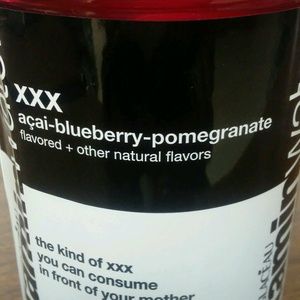 xxx
açai-blueberry-pomegranate
flavored + other natural flavors
the kind of xxx
you can consume
in front of your mother